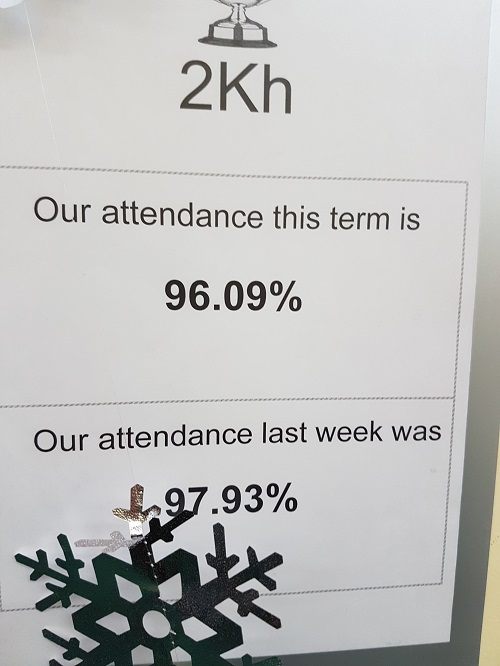 2Kh
Our attendance this term is
96.09%
Our attendance last week was
97.93%